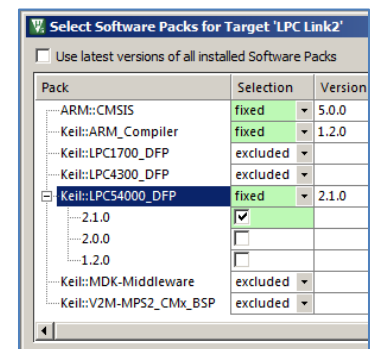 Select Software Packs for Target 'LPC Link2'
Use latest versions of all installed Software Packs
Pack Selection Version
ARM::CMSIS fixed 5.0.0
Keil::ARM_Compiler fixed 1.2.0
Keil::LPC1700_DFP excluded
Keil::LPC4300_DFP excluded
Keil::LPC54000_DFP fixed 2.1.0
2.1.0
2.0.0
1.2.0
Keil::MDK-Middleware excluded
Keil::V2M-MPS2_CMx_BSP excluded